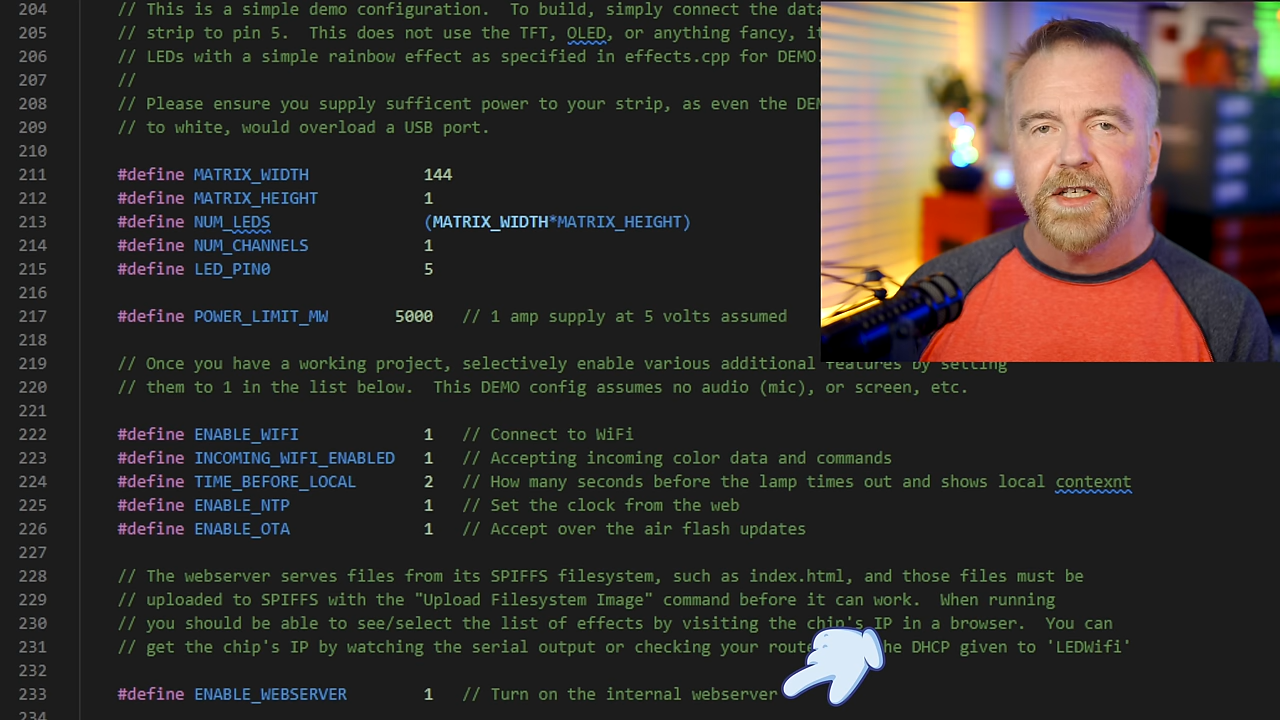 204 // This is a simple demo configuration.  To build, simply connect the data
205 // strip to pin 5.  This does not use the TFT, OLED, or anything fancy, it
206 // LEDs with a simple rainbow effect as specified in effects.cpp for DEMO.
207 //
208 // Please ensure you supply sufficent power to your strip, as even the DEM
209 // to white, would overload a USB port.
210
211 #define MATRIX_WIDTH 144
212 #define MATRIX_HEIGHT 1
213 #define NUM_LEDS (MATRIX_WIDTH*MATRIX_HEIGHT)
214 #define NUM_CHANNELS 1
215 #define LED_PIN0 5
216
217 #define POWER_LIMIT_MW 5000 // 1 amp supply at 5 volts assumed
218
219 // Once you have a working project, selectively enable various additional features by setting
220 // them to 1 in the list below.  This DEMO config assumes no audio (mic), or screen, etc.
221
222 #define ENABLE_WIFI 1 // Connect to WiFi
223 #define INCOMING_WIFI_ENABLED 1 // Accepting incoming color data and commands
224 #define TIME_BEFORE_LOCAL 2 // How many seconds before the lamp times out and shows local contexnt
225 #define ENABLE_NTP 1 // Set the clock from the web
226 #define ENABLE_OTA 1 // Accept over the air flash updates
227
228 // The webserver serves files from its SPIFFS filesystem, such as index.html, and those files must be
229 // uploaded to SPIFFS with the "Upload Filesystem Image" command before it can work.  When running
230 // you should be able to see/select the list of effects by visiting the chip's IP in a browser.  You can
231 // get the chip's IP by watching the serial output or checking your route he DHCP given to 'LEDWifi'
232
233 #define ENABLE_WEBSERVER 1 // Turn on the internal webserver
234